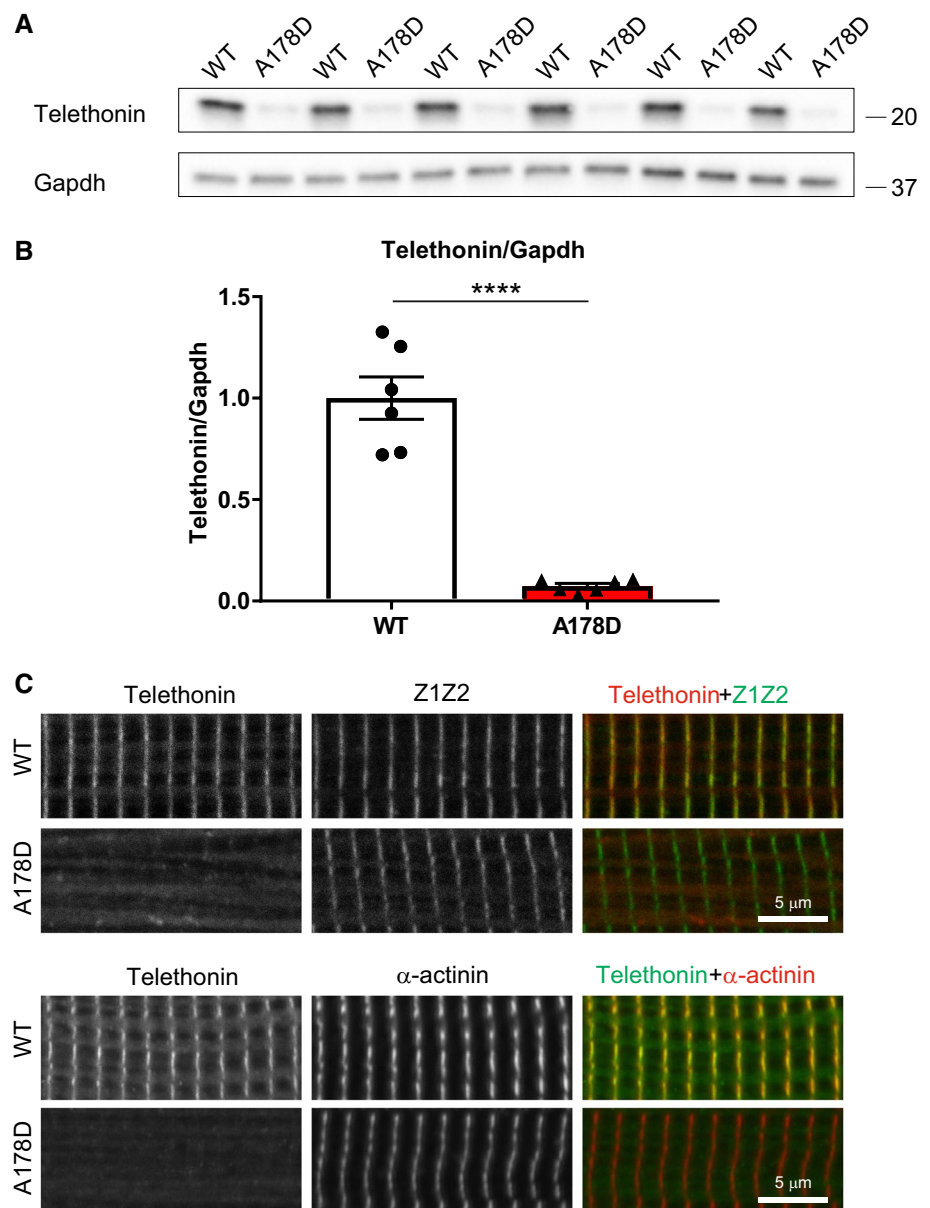 A
WT A178D WT A178D WT A178D WT A178D WT A178D WT A178D
Telethonin
20
Gapdh
37
B
Telethonin/Gapdh
****
Telethonin/Gapdh
1.5
1.0
0.5
0.0
WT A178D
C
Telethonin Z1Z2 Telethonin+Z1Z2
WT
A178D
5 μm
Telethonin α-actinin Telethonin+α-actinin
WT
A178D
5 μm